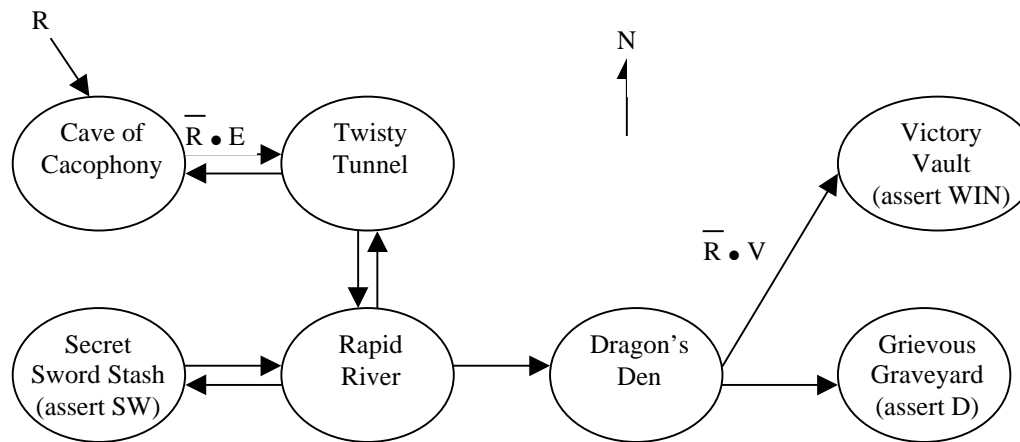 R
N
Cave of
Cacophony
R̅ • E
Twisty
Tunnel
Victory
Vault
(assert WIN)
R̅ • V
Secret
Sword Stash
(assert SW)
Rapid
River
Dragon's
Den
Grievous
Graveyard
(assert D)